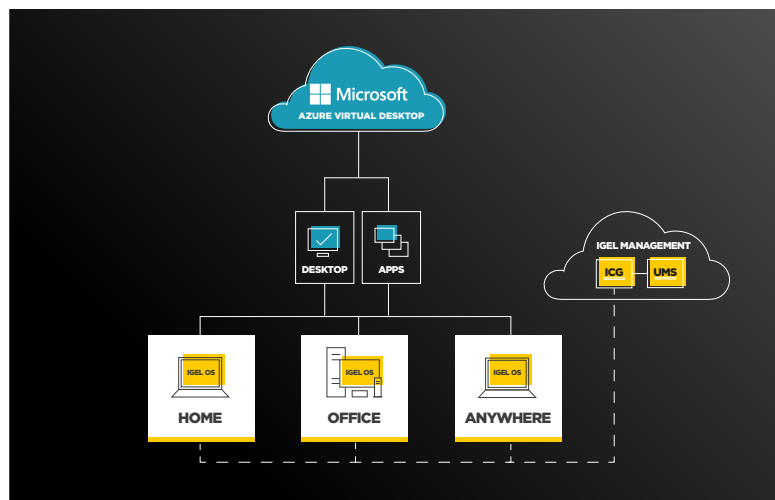 Microsoft
AZURE VIRTUAL DESKTOP
DESKTOP
APPS
IGEL MANAGEMENT
ICG
UMS
IGEL OS
HOME
IGEL OS
OFFICE
IGEL OS
ANYWHERE